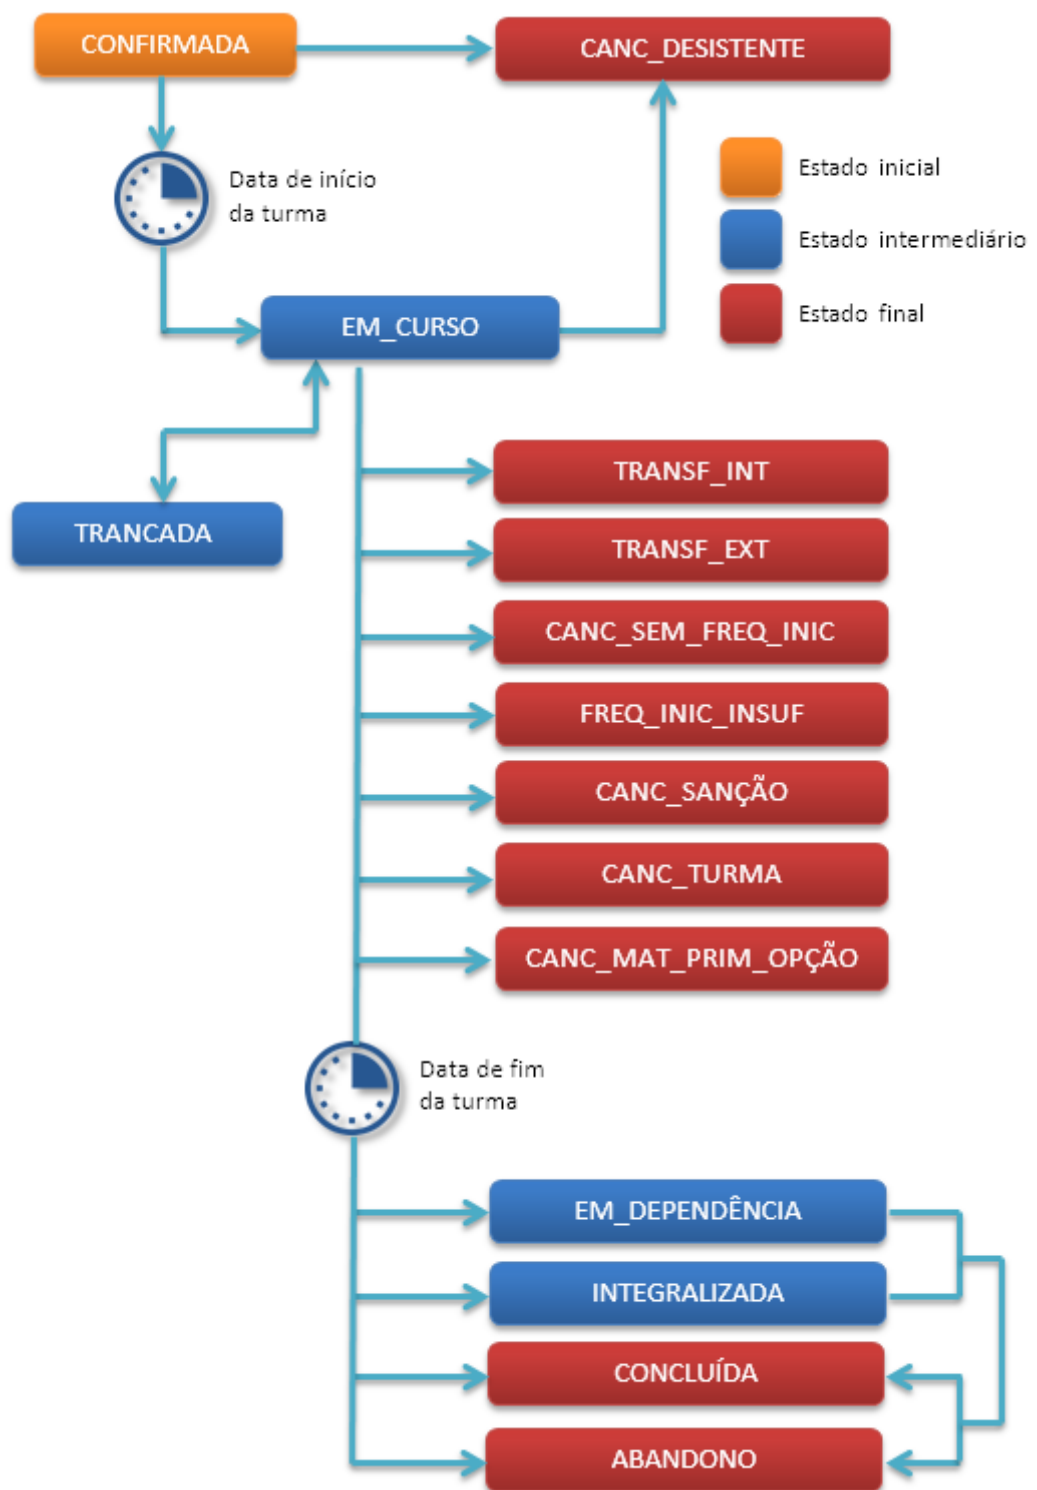 CONFIRMADA
CANC_DESISTENTE
Data de início
da turma
Estado inicial
Estado intermediário
Estado final
EM_CURSO
TRANCADA
TRANSF_INT
TRANSF_EXT
CANC_SEM_FREQ_INIC
FREQ_INIC_INSUF
CANC_SANÇÃO
CANC_TURMA
CANC_MAT_PRIM_OPÇÃO
Data de fim
da turma
EM_DEPENDÊNCIA
INTEGRALIZADA
CONCLUÍDA
ABANDONO